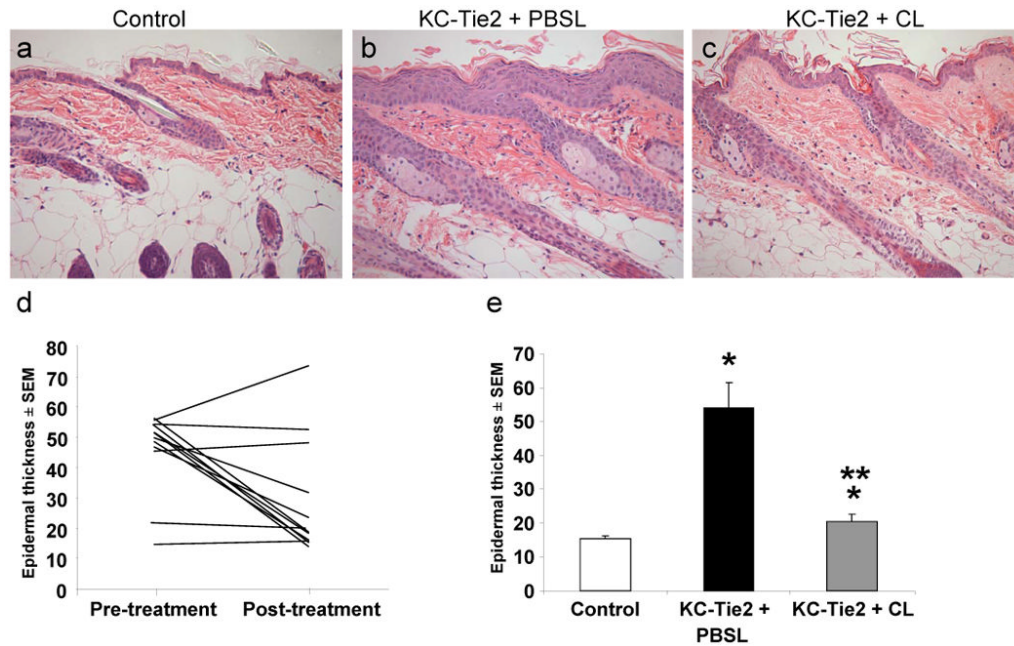 Control KC-Tie2 + PBSL KC-Tie2 + CL
a b c
d
Epidermal thickness ± SEM
80
70
60
50
40
30
20
10
0
Pre-treatment Post-treatment
e
Epidermal thickness ± SEM
70
60
50
40
30
20
10
0
*
**
*
Control KC-Tie2 + KC-Tie2 + CL
PBSL